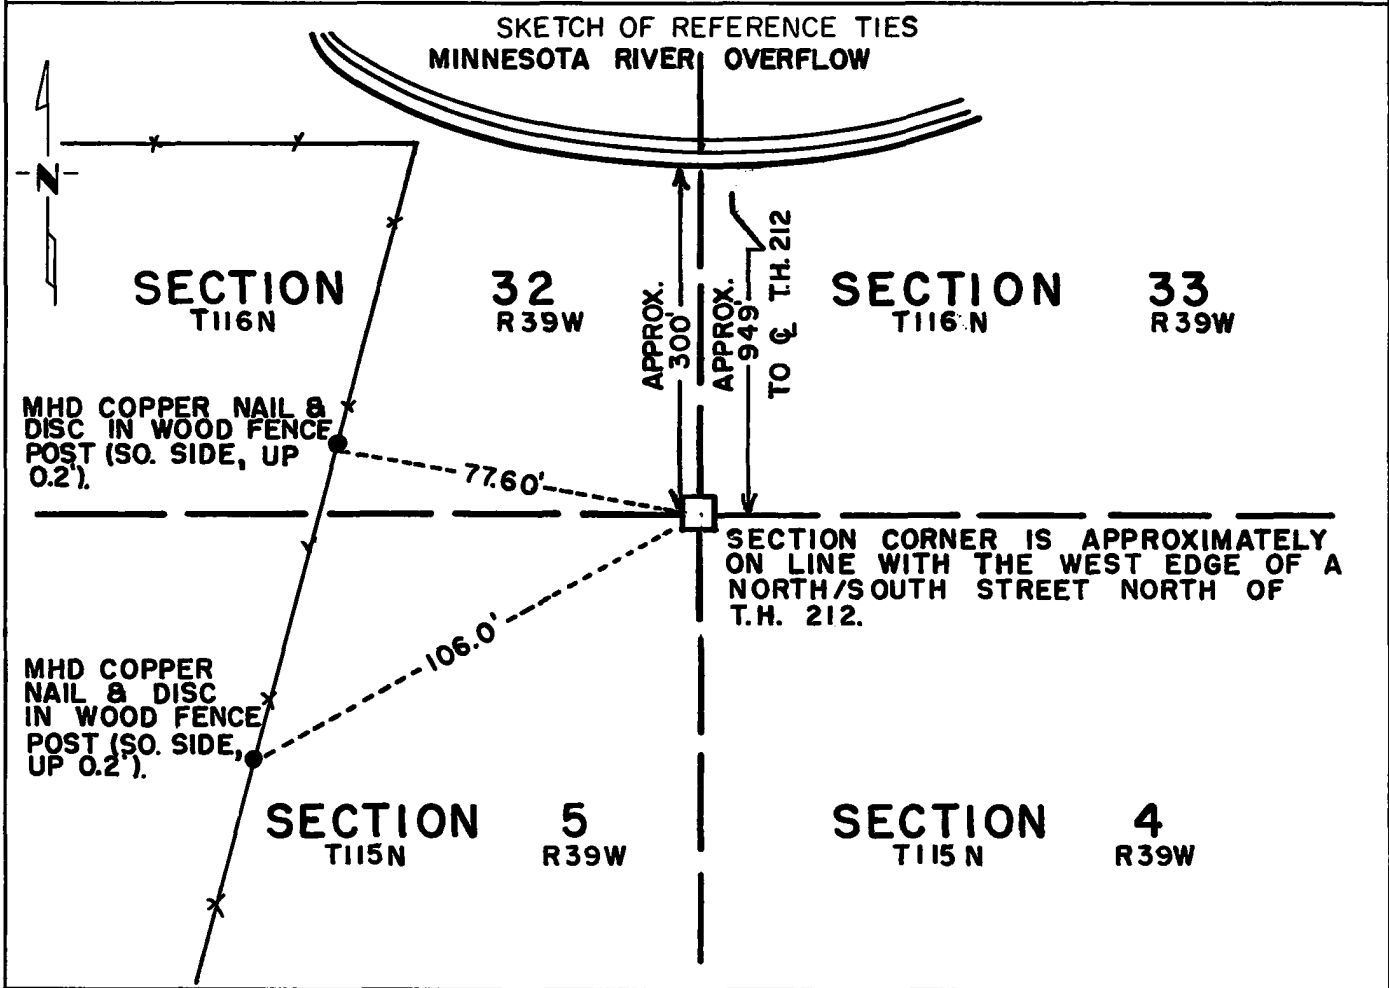 SKETCH OF REFERENCE TIES
MINNESOTA RIVER OVERFLOW
N
SECTION 32
T116N R39W
APPROX.
300'
APPROX.
949'
TO ℄ T.H. 212
SECTION 33
T116N R39W
MHD COPPER NAIL &
DISC IN WOOD FENCE
POST (SO. SIDE, UP
0.2').
77.60'
SECTION CORNER IS APPROXIMATELY
ON LINE WITH THE WEST EDGE OF A
NORTH/SOUTH STREET NORTH OF
T.H. 212.
106.0'
MHD COPPER
NAIL & DISC
IN WOOD FENCE
POST (SO. SIDE,
UP 0.2').
SECTION 5
T115N R39W
SECTION 4
T115N R39W